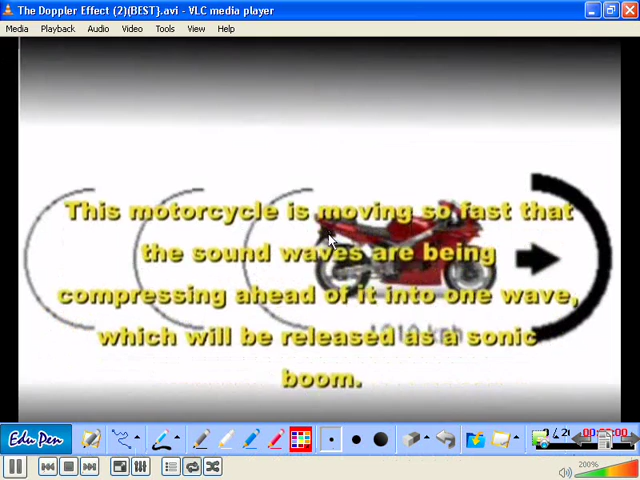 The Doppler Effect (2)(BEST}.avi - VLC media player
Media Playback Audio Video Tools View Help
This motorcycle is moving so fast that
the sound waves are being
compressing ahead of it into one wave,
which will be released as a sonic
boom.
Edu Pen
200%